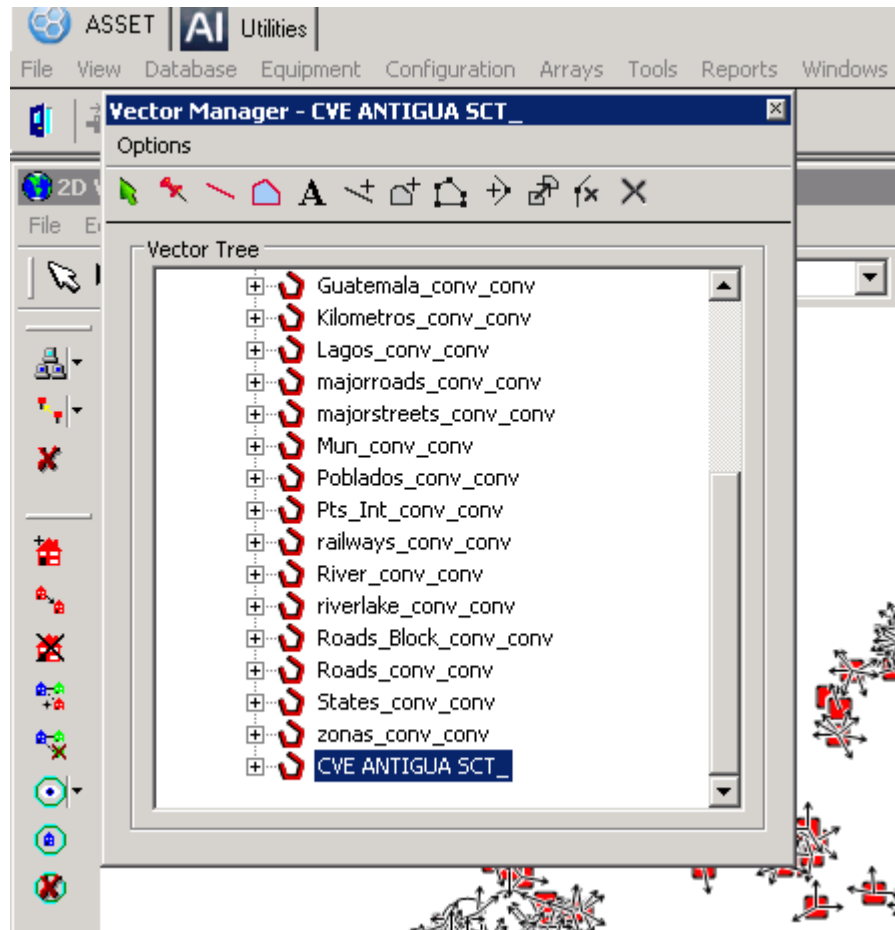 ASSET AI Utilities
File View Database Equipment Configuration Arrays Tools Reports Windows
Vector Manager - CVE ANTIGUA SCT_
Options
2D
File
A
Vector Tree
Guatemala_conv_conv
Kilometros_conv_conv
Lagos_conv_conv
majorroads_conv_conv
majorstreets_conv_conv
Mun_conv_conv
Poblados_conv_conv
Pts_Int_conv_conv
railways_conv_conv
River_conv_conv
riverlake_conv_conv
Roads_Block_conv_conv
Roads_conv_conv
States_conv_conv
zonas_conv_conv
CVE ANTIGUA SCT_